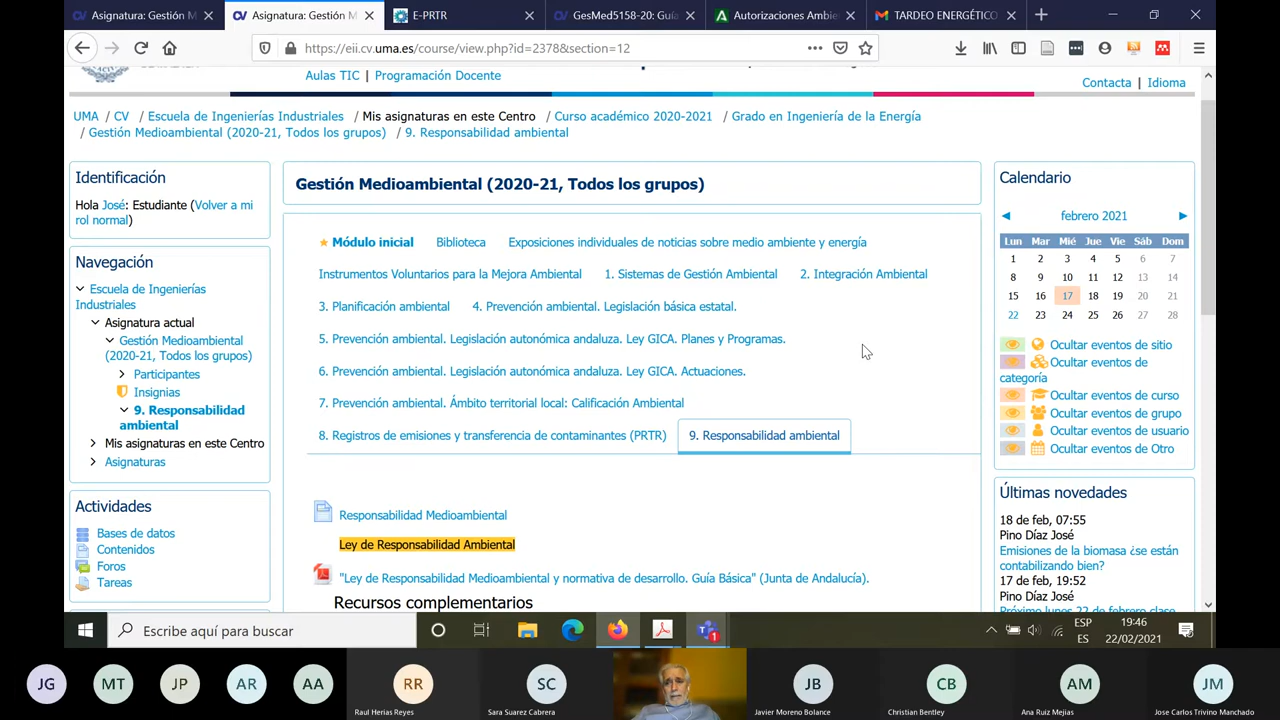 Asignatura: Gestión M
Asignatura: Gestión M
E-PRTR
GesMed5158-20: Guía
Autorizaciones Ambie
TARDEO ENERGÉTICO
https://eii.cv.uma.es/course/view.php?id=2378&section=12
Aulas TIC | Programación Docente
Contacta | Idioma
UMA / CV / Escuela de Ingenierías Industriales / Mis asignaturas en este Centro / Curso académico 2020-2021 / Grado en Ingeniería de la Energía
/ Gestión Medioambiental (2020-21, Todos los grupos) / 9. Responsabilidad ambiental
Identificación
Hola José: Estudiante (Volver a mi
rol normal)
Navegación
Escuela de Ingenierías
Industriales
Asignatura actual
Gestión Medioambiental
(2020-21, Todos los grupos)
Participantes
Insignias
9. Responsabilidad
ambiental
Mis asignaturas en este Centro
Asignaturas
Actividades
Bases de datos
Contenidos
Foros
Tareas
Gestión Medioambiental (2020-21, Todos los grupos)
Módulo inicial Biblioteca Exposiciones individuales de noticias sobre medio ambiente y energía
Instrumentos Voluntarios para la Mejora Ambiental 1. Sistemas de Gestión Ambiental 2. Integración Ambiental
3. Planificación ambiental 4. Prevención ambiental. Legislación básica estatal.
5. Prevención ambiental. Legislación autonómica andaluza. Ley GICA. Planes y Programas.
6. Prevención ambiental. Legislación autonómica andaluza. Ley GICA. Actuaciones.
7. Prevención ambiental. Ámbito territorial local: Calificación Ambiental
8. Registros de emisiones y transferencia de contaminantes (PRTR) 9. Responsabilidad ambiental
Responsabilidad Medioambiental
Ley de Responsabilidad Ambiental
"Ley de Responsabilidad Medioambiental y normativa de desarrollo. Guía Básica" (Junta de Andalucía).
Recursos complementarios
Calendario
febrero 2021
Lun Mar Mié Jue Vie Sáb Dom
1 2 3 4 5 6 7
8 9 10 11 12 13 14
15 16 17 18 19 20 21
22 23 24 25 26 27 28
Ocultar eventos de sitio
Ocultar eventos de
categoría
Ocultar eventos de curso
Ocultar eventos de grupo
Ocultar eventos de usuario
Ocultar eventos de Otro
Últimas novedades
18 de feb, 07:55
Pino Díaz José
Emisiones de la biomasa ¿se están
contabilizando bien?
17 de feb, 19:52
Pino Díaz José
Próximo lunes 22 de febrero clase
Escribe aquí para buscar
1
ESP
ES
19:46
22/02/2021
JG MT JP AR AA RR SC JB CB AM JM
Raul Herias Reyes
Sara Suarez Cabrera
Javier Moreno Bolance
Christian Bentley
Ana Ruiz Mejias
Jose Carlos Trivino Manchado